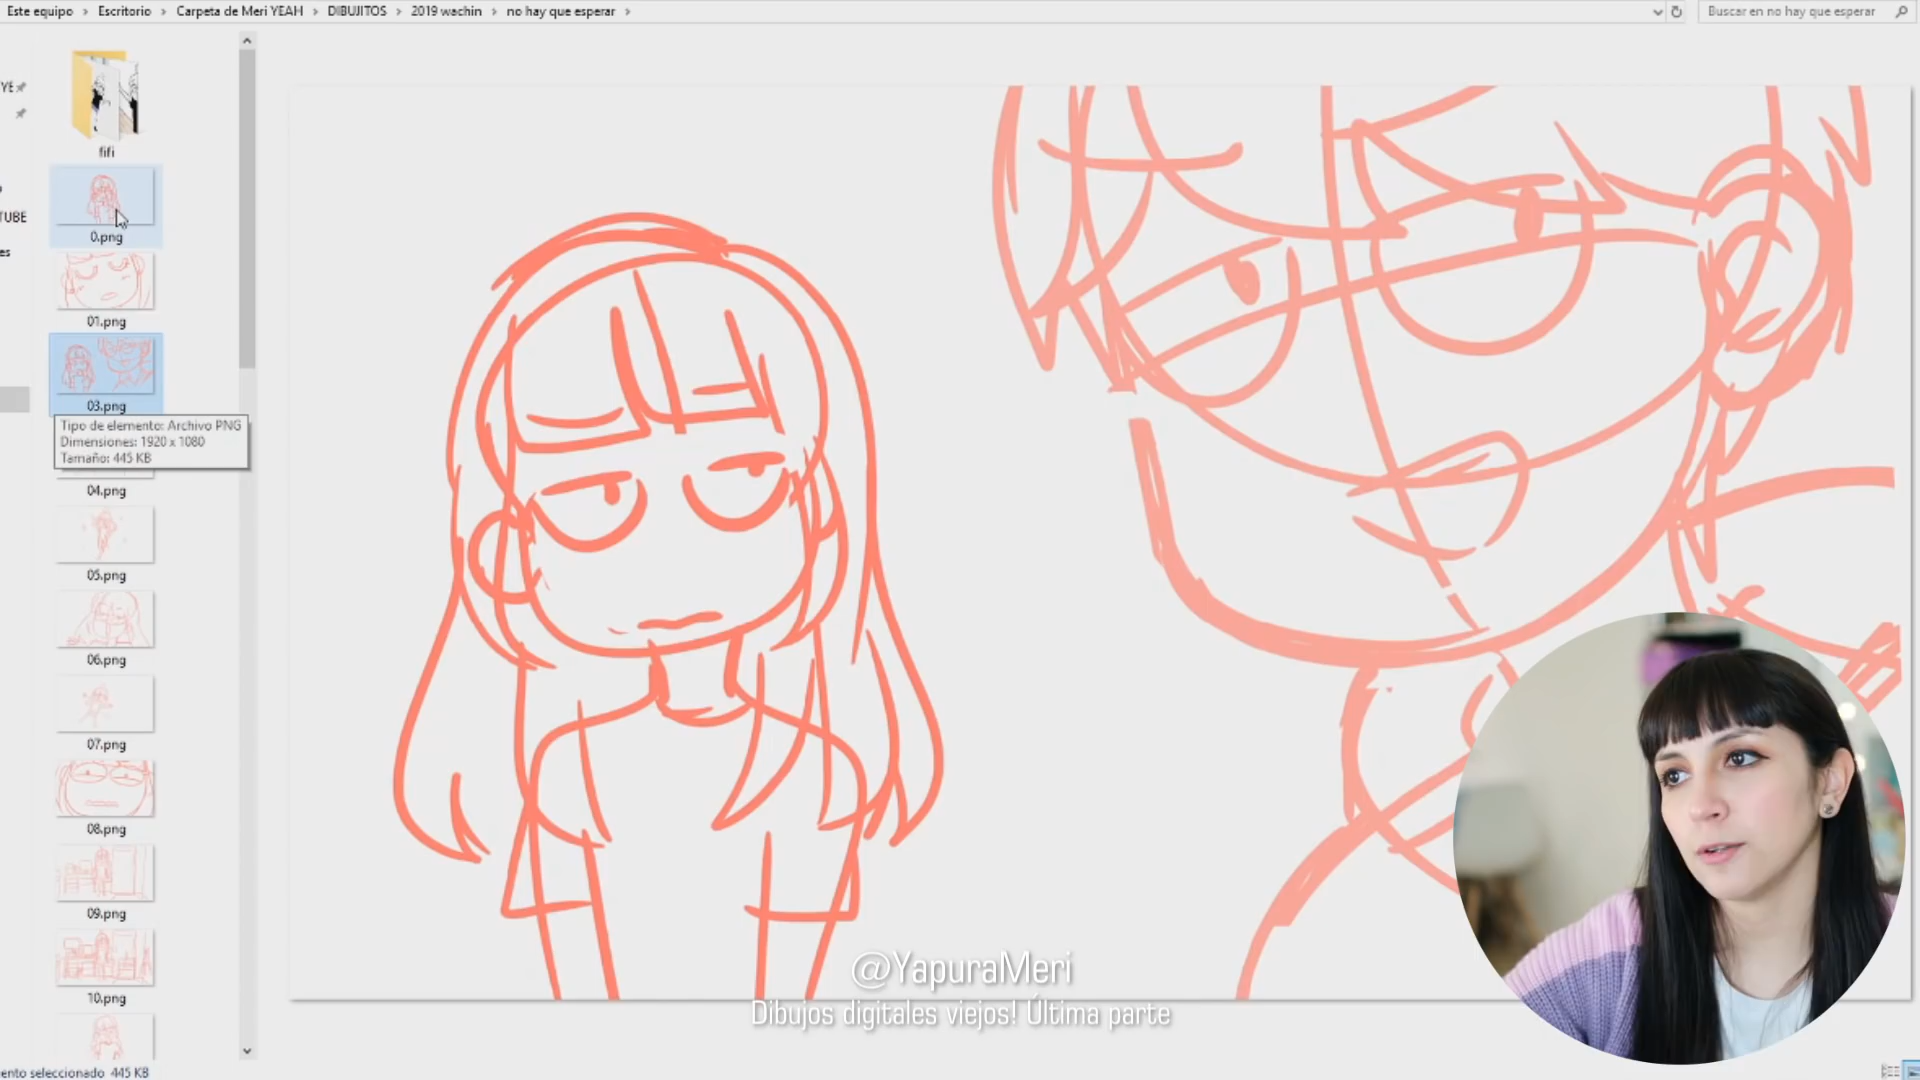 Este equipo > Escritorio > Carpeta de Meri YEAH > DIBUJITOS > 2019 wachin > no hay que esperar >
Buscar en no hay que esperar
YE
TUBE
es
fifi
0.png
01.png
03.png
Tipo de elemento: Archivo PNG
Dimensiones: 1920 x 1080
Tamaño: 445 KB
04.png
05.png
06.png
07.png
08.png
09.png
10.png
ento seleccionado 445 KB
@YapuraMeri
Dibujos digitales viejos! Última parte